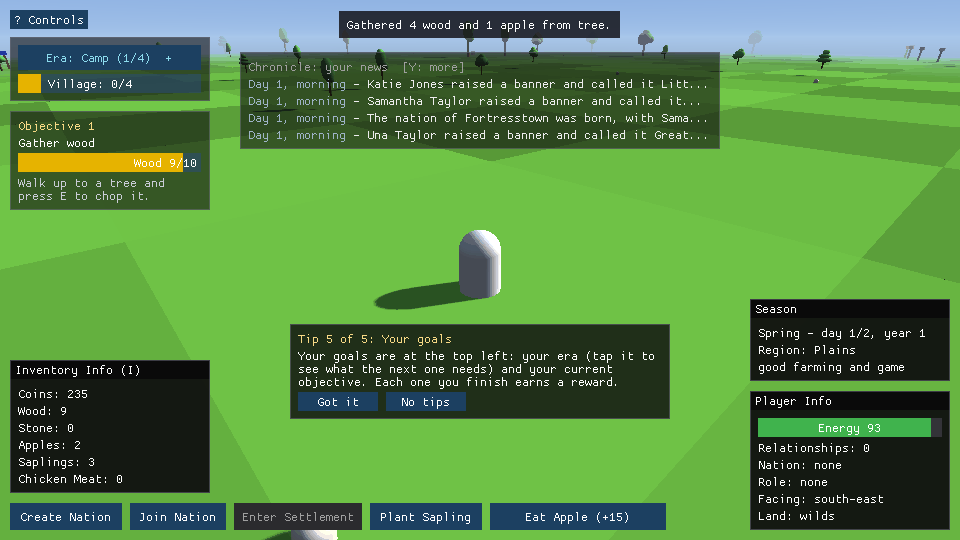 ? Controls
Gathered 4 wood and 1 apple from tree.
Era: Camp (1/4)  +
Village: 0/4
Chronicle: your news  [Y: more]
Day 1, morning – Katie Jones raised a banner and called it Litt...
Day 1, morning – Samantha Taylor raised a banner and called it...
Day 1, morning – The nation of Fortresstown was born, with Sama...
Day 1, morning – Una Taylor raised a banner and called it Great...
Objective 1
Gather wood
Wood 9/10
Walk up to a tree and
press E to chop it.
Tip 5 of 5: Your goals
Your goals are at the top left: your era (tap it to
see what the next one needs) and your current
objective. Each one you finish earns a reward.
Got it
No tips
Season
Spring – day 1/2, year 1
Region: Plains
good farming and game
Inventory Info (I)
Coins: 235
Wood: 9
Stone: 0
Apples: 2
Saplings: 3
Chicken Meat: 0
Player Info
Energy 93
Relationships: 0
Nation: none
Role: none
Facing: south-east
Land: wilds
Create Nation
Join Nation
Enter Settlement
Plant Sapling
Eat Apple (+15)